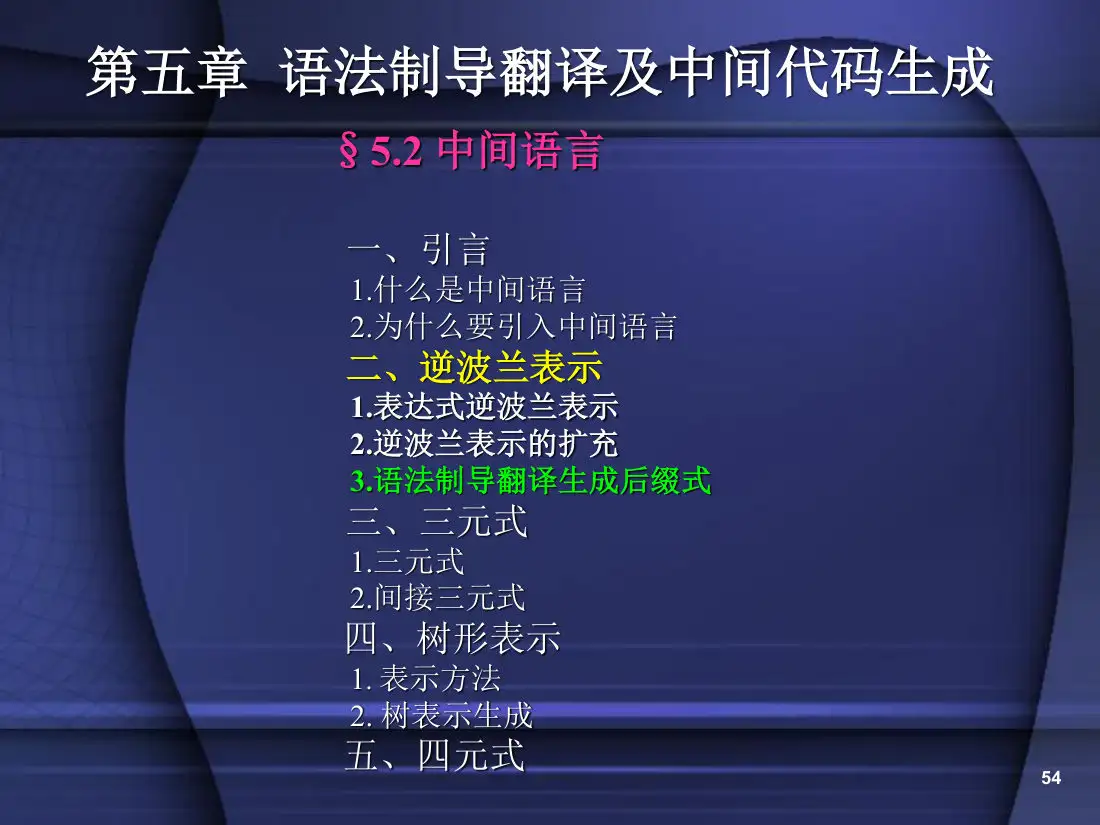 第五章 语法制导翻译及中间代码生成
§5.2 中间语言
一、引言
1.什么是中间语言
2.为什么要引入中间语言
二、逆波兰表示
1.表达式逆波兰表示
2.逆波兰表示的扩充
3.语法制导翻译生成后缀式
三、三元式
1.三元式
2.间接三元式
四、树形表示
1. 表示方法
2. 树表示生成
五、四元式
54